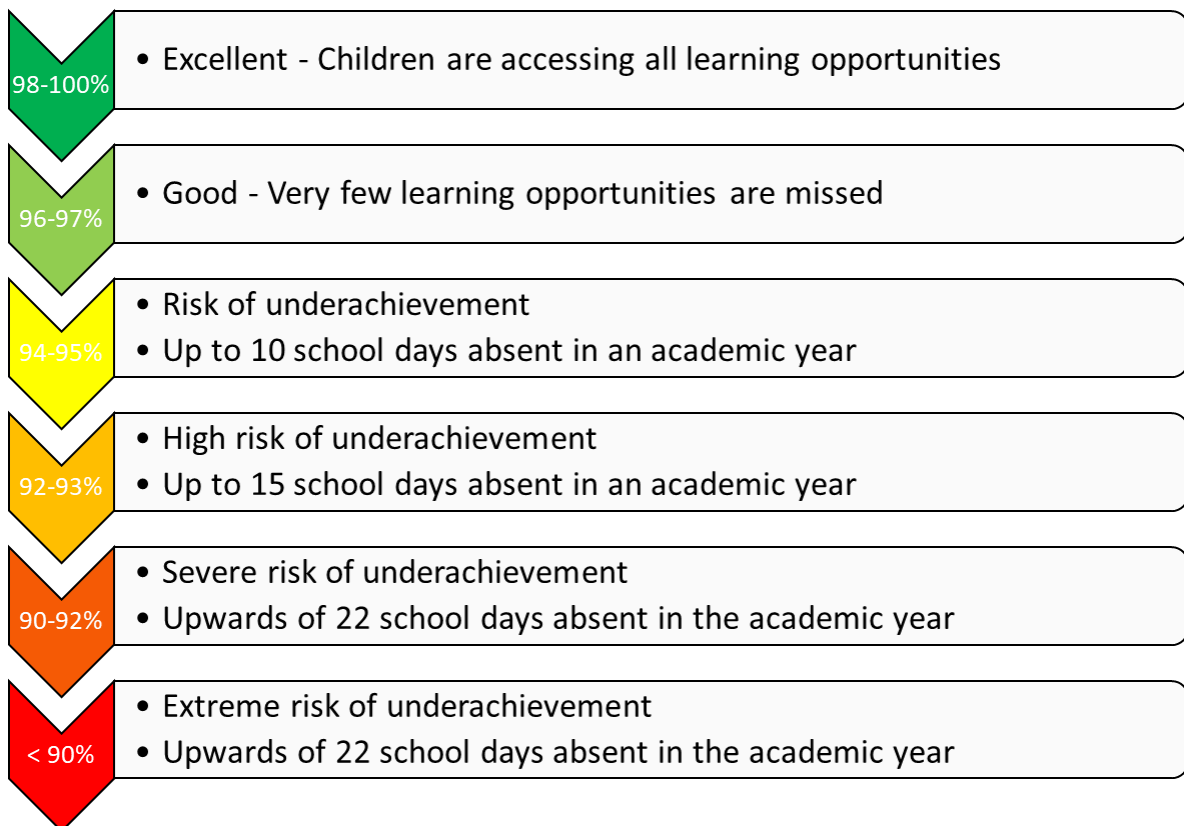 98-100%
• Excellent - Children are accessing all learning opportunities
96-97%
• Good - Very few learning opportunities are missed
94-95%
• Risk of underachievement
• Up to 10 school days absent in an academic year
92-93%
• High risk of underachievement
• Up to 15 school days absent in an academic year
90-92%
• Severe risk of underachievement
• Upwards of 22 school days absent in the academic year
< 90%
• Extreme risk of underachievement
• Upwards of 22 school days absent in the academic year